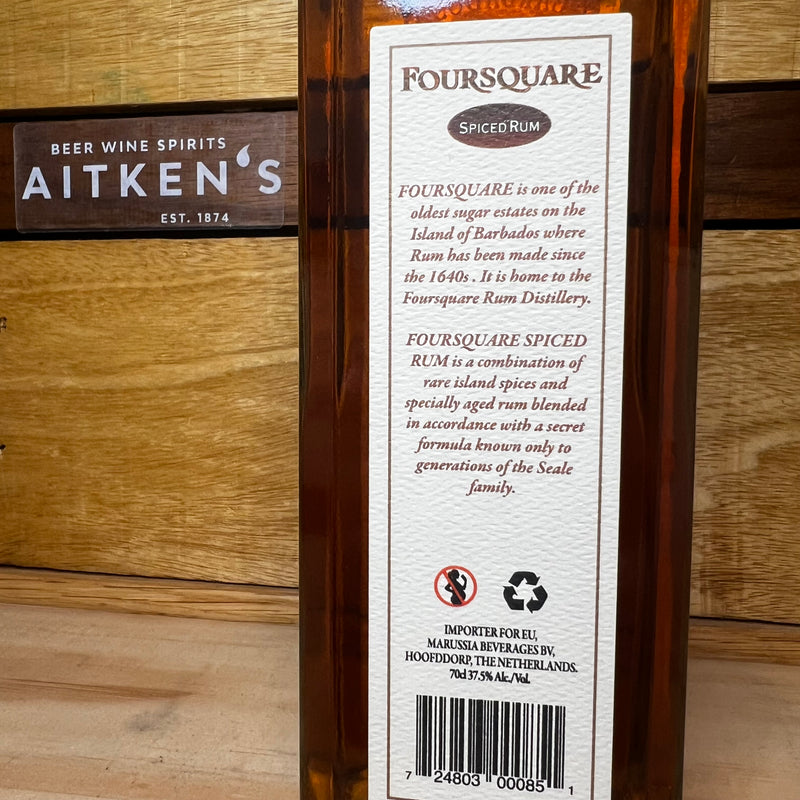 BEER WINE SPIRITS
AITKEN'S
EST. 1874
FOURSQUARE
SPICED RUM
FOURSQUARE is one of the
oldest sugar estates on the
Island of Barbados where
Rum has been made since
the 1640s . It is home to the
Foursquare Rum Distillery.
FOURSQUARE SPICED
RUM is a combination of
rare island spices and
specially aged rum blended
in accordance with a secret
formula known only to
generations of the Seale
family.
IMPORTER FOR EU,
MARUSSIA BEVERAGES BV,
HOOFDDORP, THE NETHERLANDS.
70cl 37.5% Alc./Vol.
7 24803 00085 1